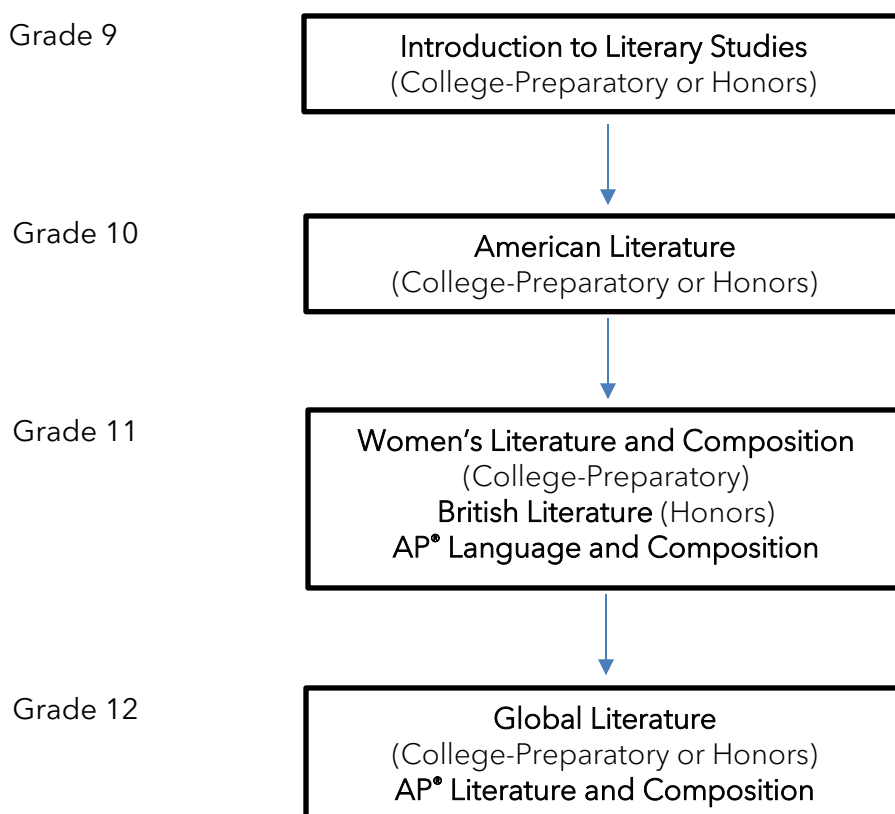 Grade 9
Introduction to Literary Studies
(College-Preparatory or Honors)
Grade 10
American Literature
(College-Preparatory or Honors)
Grade 11
Women’s Literature and Composition
(College-Preparatory)
British Literature (Honors)
AP® Language and Composition
Grade 12
Global Literature
(College-Preparatory or Honors)
AP® Literature and Composition